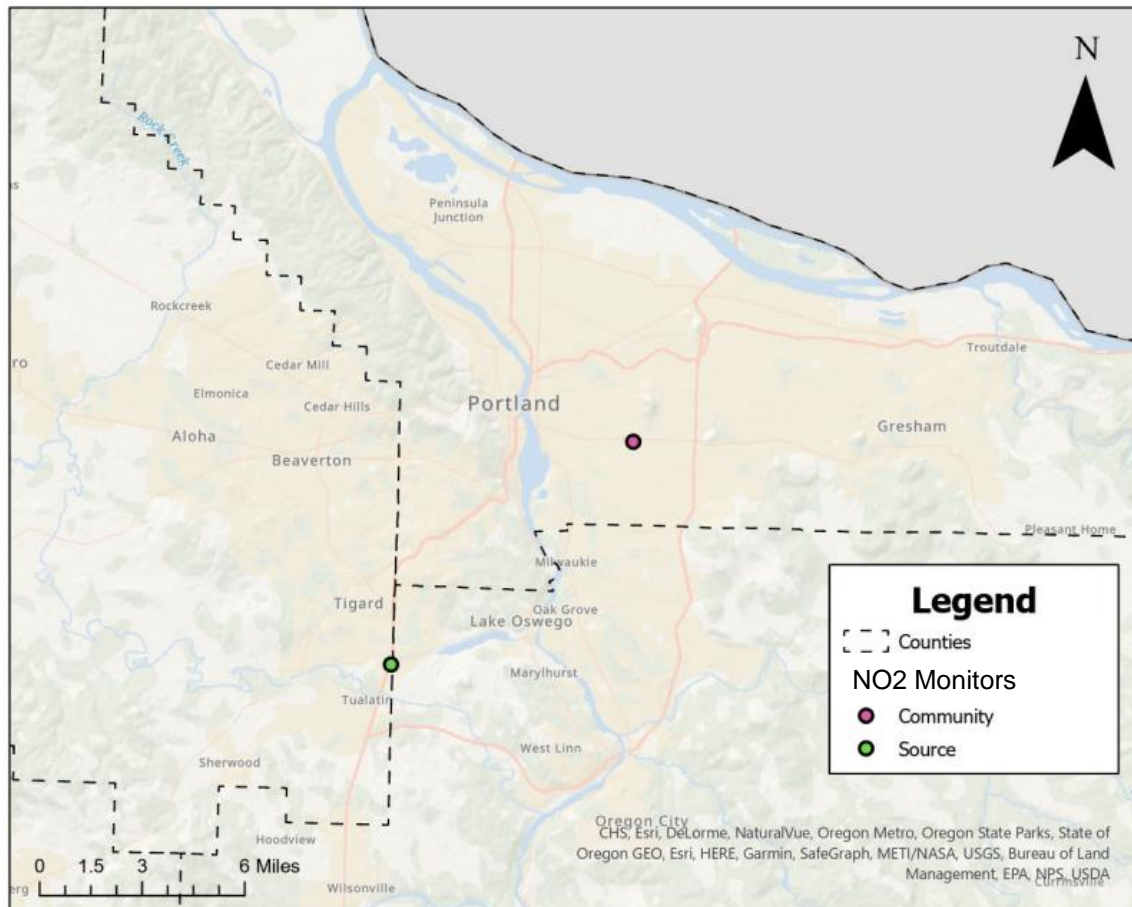 N
Rock Creek
Peninsula
Junction
Rockcreek
Troutdale
Cedar Mill
Elmonica
Portland
Cedar Hills
Gresham
Aloha
Beaverton
Pleasant Home
Milwaukie
Tigard
Oak Grove
Lake Oswego
Marylhurst
Tualatin
West Linn
Sherwood
Oregon City
Hoodview
Wilsonville
Legend
Counties
NO2 Monitors
Community
Source
CHS, Esri, DeLorme, NaturalVue, Oregon Metro, Oregon State Parks, State of
Oregon GEO, Esri, HERE, Garmin, SafeGraph, METI/NASA, USGS, Bureau of Land
Management, EPA, NPS, USDA
0 1.5 3 6 Miles
ro
erg